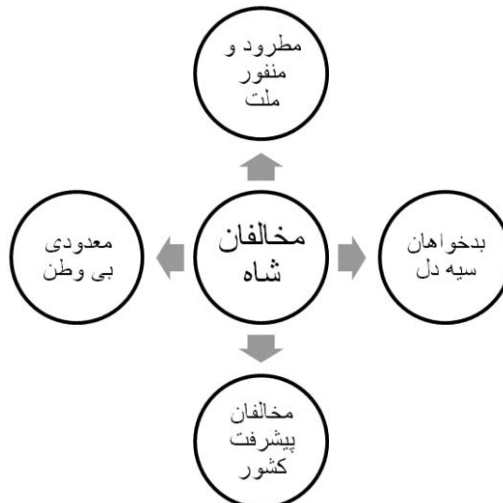 مطرود و
منفور
ملت
بدخواهان
سیه دل
مخالفان
شاه
معدودی
بی وطن
مخالفان
پیشرفت
کشور